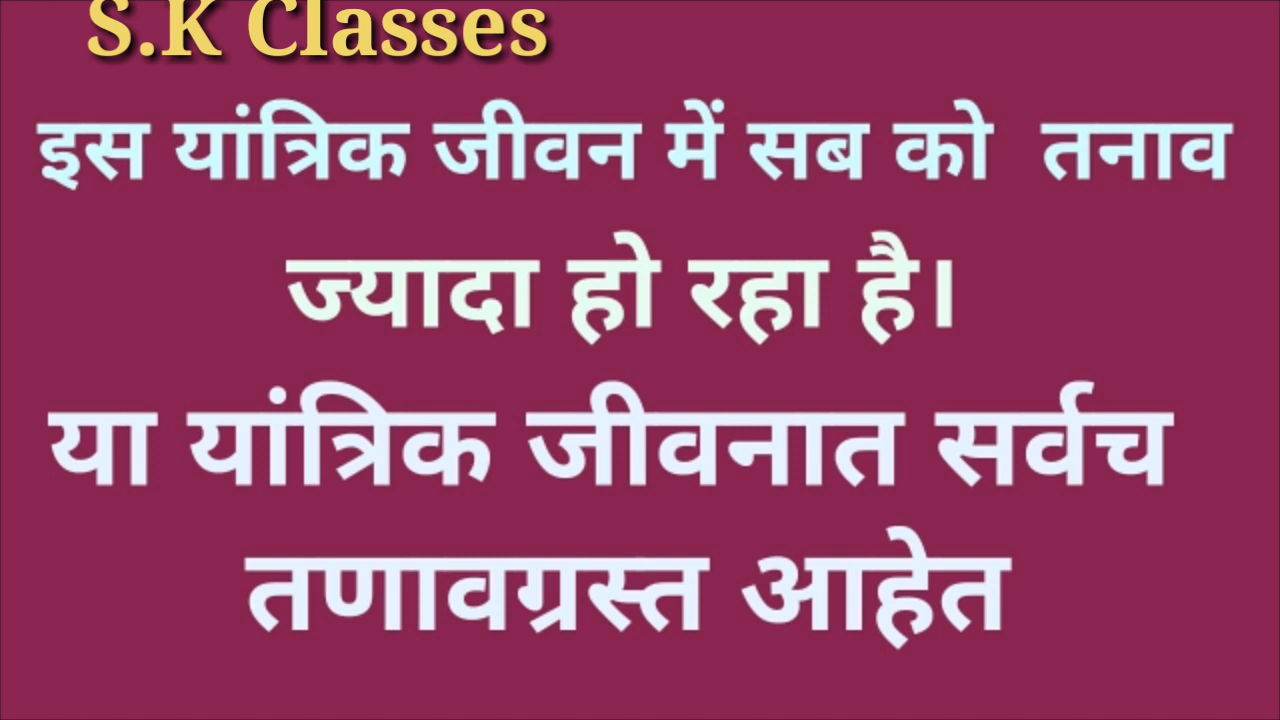 S.K Classes
इस यांत्रिक जीवन में सब को तनाव
ज्यादा हो रहा है।
या यांत्रिक जीवनात सर्वच
तणावग्रस्त आहेत